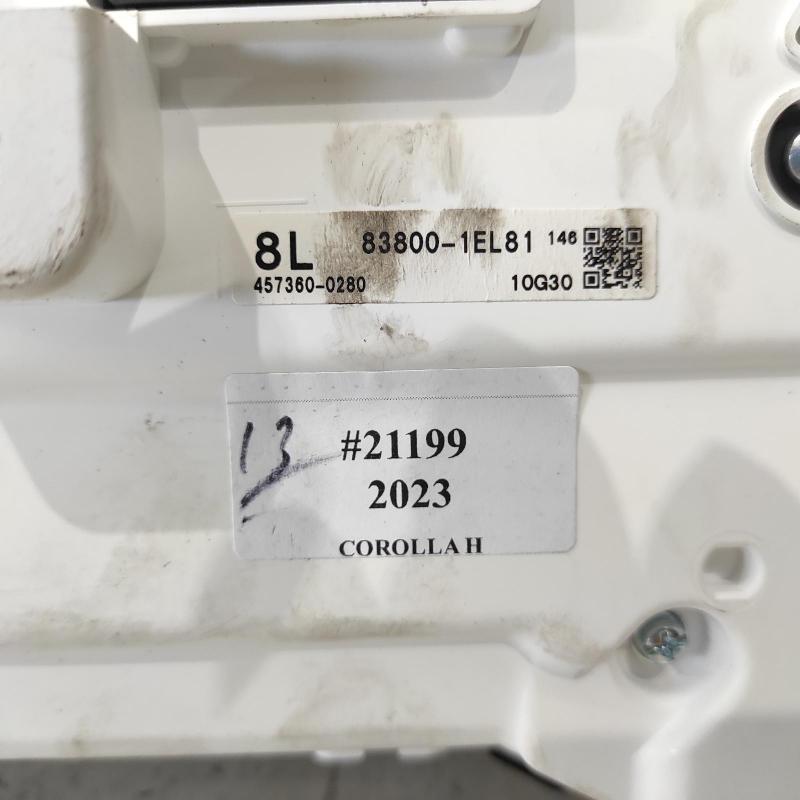 8L 83800-1EL81 146
457360-0280 10G30
13 #21199
2023
COROLLA H